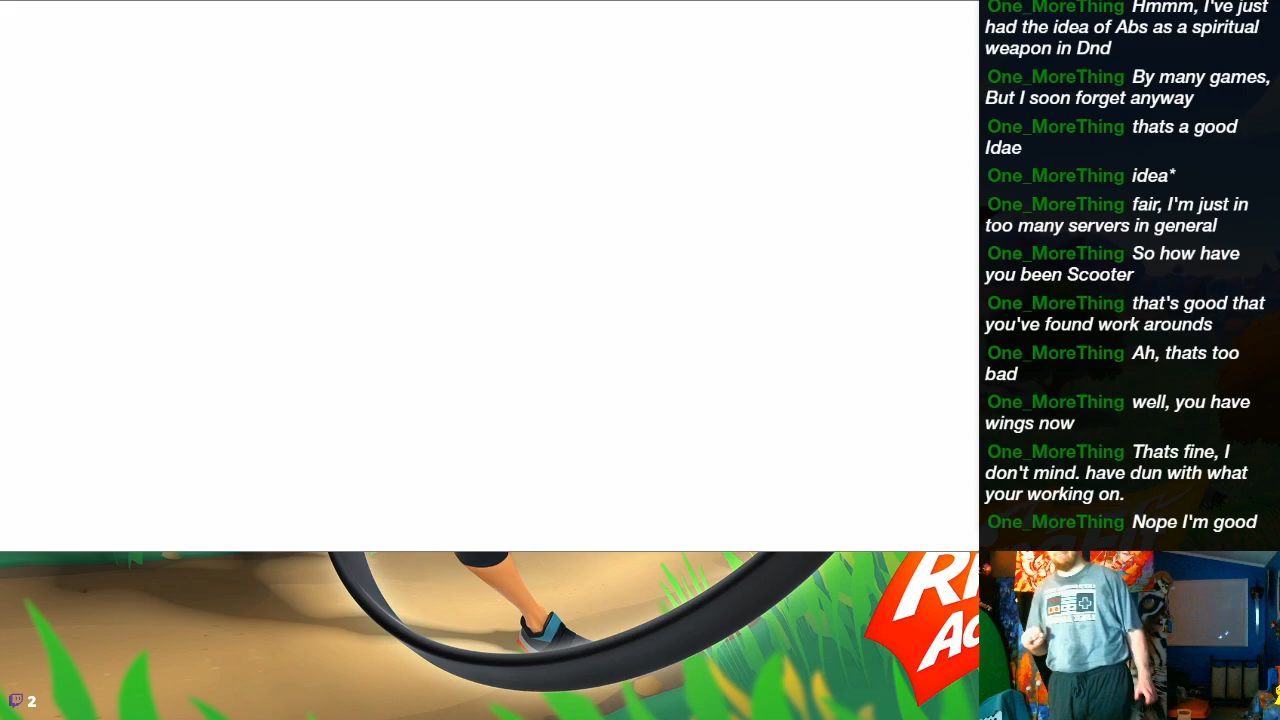 One_MoreThing Hmmm, I've just
had the idea of Abs as a spiritual
weapon in Dnd
One_MoreThing By many games,
But I soon forget anyway
One_MoreThing thats a good
Idae
One_MoreThing idea*
One_MoreThing fair, I'm just in
too many servers in general
One_MoreThing So how have
you been Scooter
One_MoreThing that's good that
you've found work arounds
One_MoreThing Ah, thats too
bad
One_MoreThing well, you have
wings now
One_MoreThing Thats fine, I
don't mind. have dun with what
your working on.
One_MoreThing Nope I'm good
2